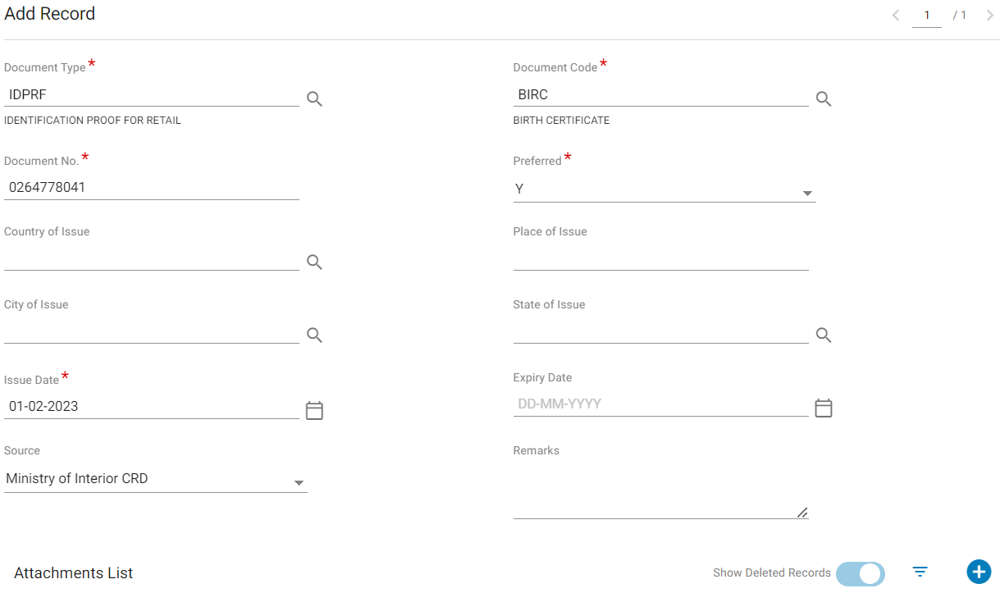 Add Record
1 / 1
Document Type *
Document Code *
IDPRF
BIRC
IDENTIFICATION PROOF FOR RETAIL
BIRTH CERTIFICATE
Document No. *
Preferred *
0264778041
Y
Country of Issue
Place of Issue
City of Issue
State of Issue
Issue Date *
Expiry Date
01-02-2023
DD-MM-YYYY
Source
Remarks
Ministry of Interior CRD
Attachments List
Show Deleted Records